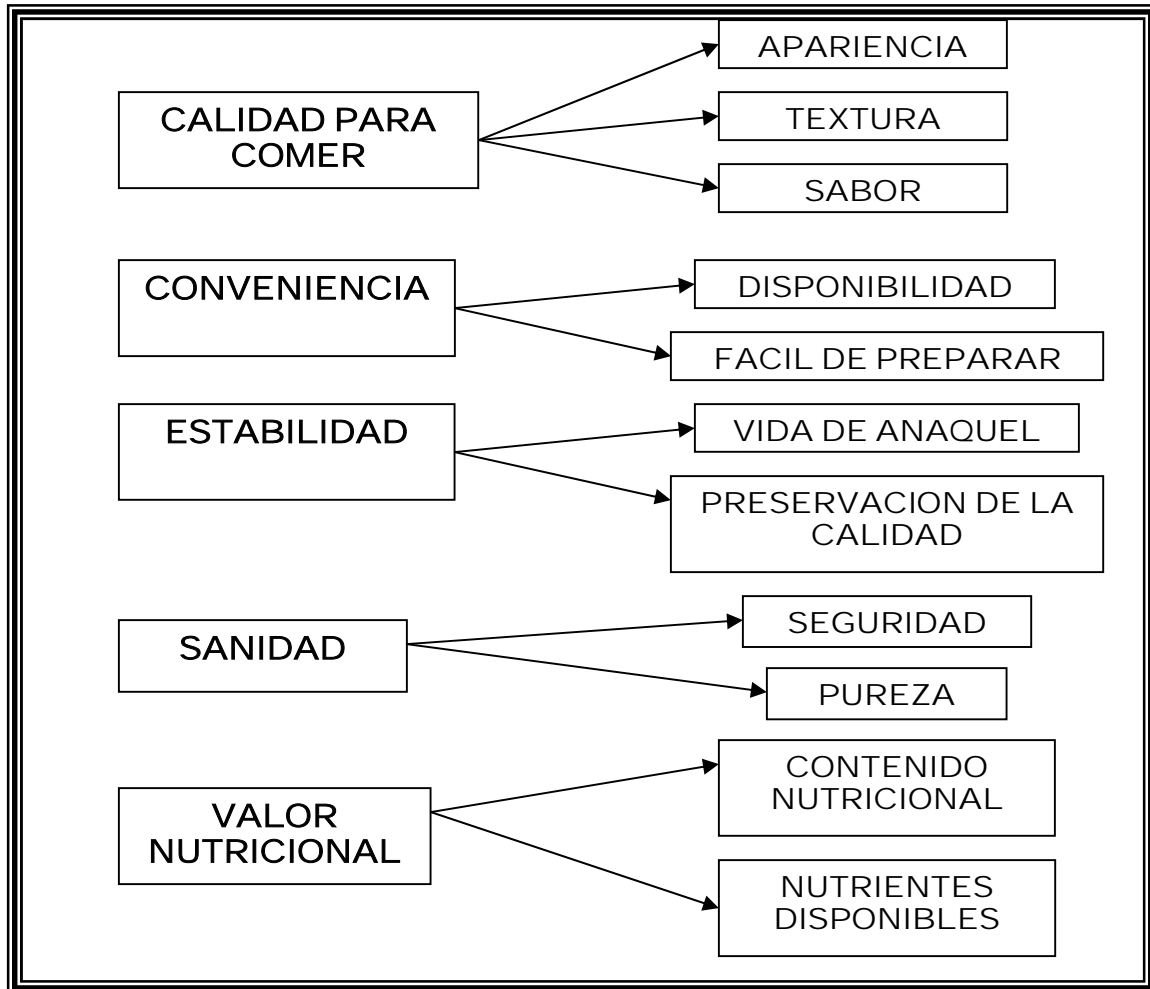 CALIDAD PARA
COMER
APARIENCIA
TEXTURA
SABOR
CONVENIENCIA
DISPONIBILIDAD
FACIL DE PREPARAR
ESTABILIDAD
VIDA DE ANAQUEL
PRESERVACION DE LA
CALIDAD
SANIDAD
SEGURIDAD
PUREZA
VALOR
NUTRICIONAL
CONTENIDO
NUTRICIONAL
NUTRIENTES
DISPONIBLES